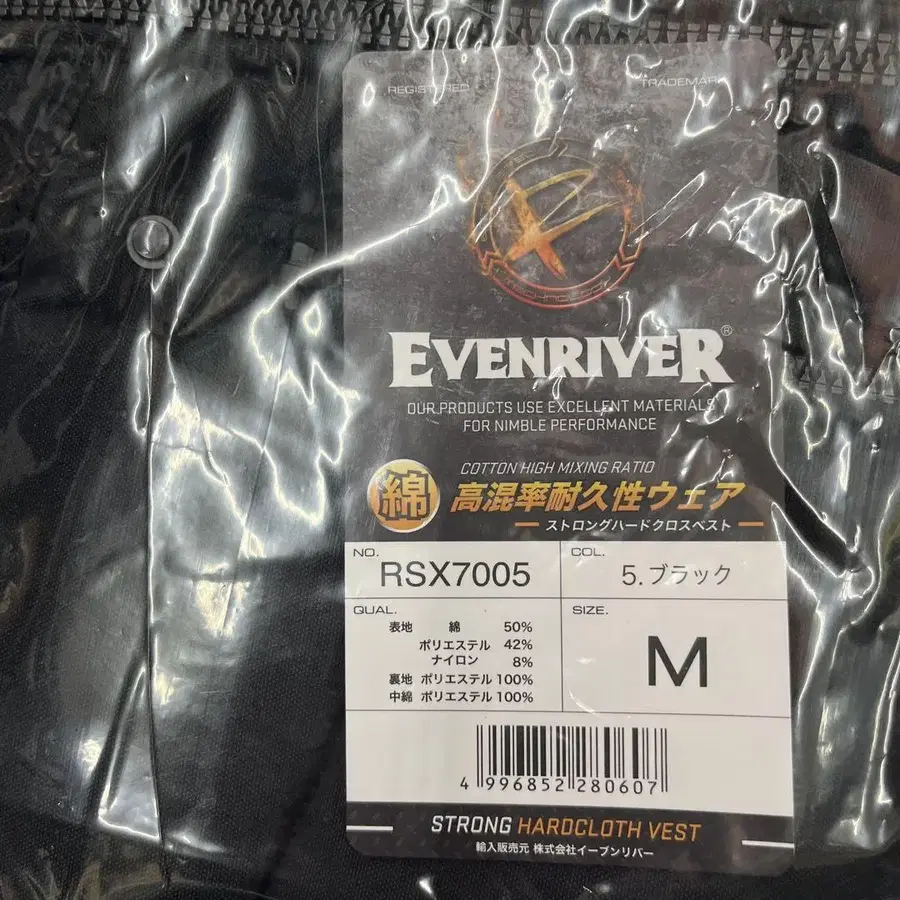 REGISTERED TRADEMARK
EVENRIVER®
OUR PRODUCTS USE EXCELLENT MATERIALS
FOR NIMBLE PERFORMANCE
COTTON HIGH MIXING RATIO
綿 高混率耐久性ウェア
ストロングハードクロスベスト
NO. RSX7005
COL. 5.ブラック
QUAL.
表地 綿 50%
ポリエステル 42%
ナイロン 8%
裏地 ポリエステル 100%
中綿 ポリエステル 100%
SIZE.
M
4 996852 280607
STRONG HARDCLOTH VEST
輸入販売元 株式会社イーブンリバー